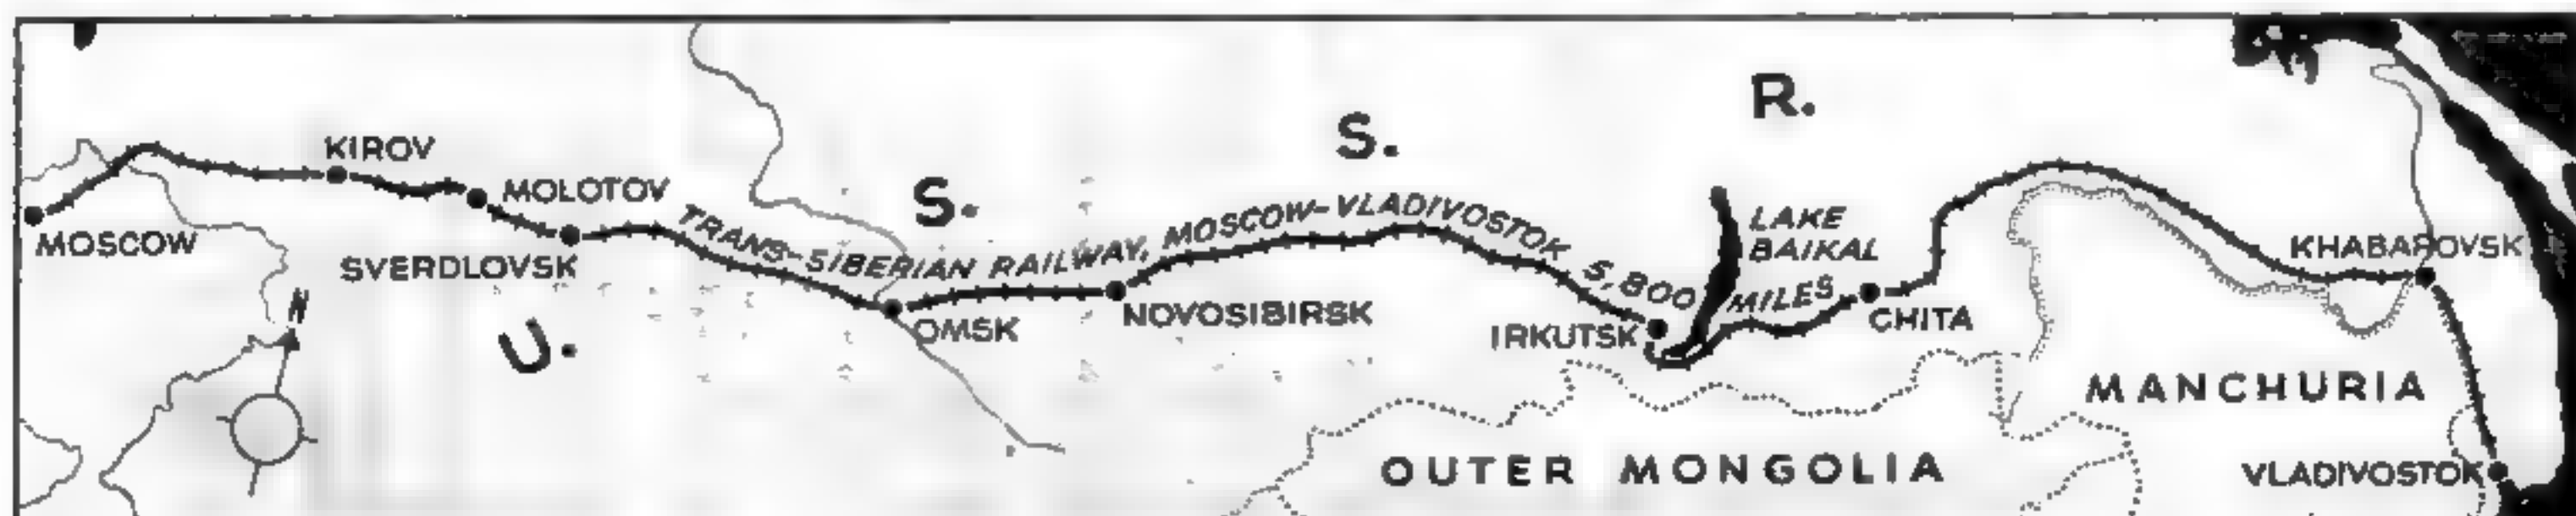 U. S. S. R.
MOSCOW
KIROV
MOLOTOV
SVERDLOVSK
TRANS-SIBERIAN RAILWAY, MOSCOW-VLADIVOSTOK 5,800 MILES
OMSK
NOVOSIBIRSK
IRKUTSK
LAKE
BAIKAL
CHITA
KHABAROVSK
MANCHURIA
OUTER MONGOLIA
VLADIVOSTOK
N